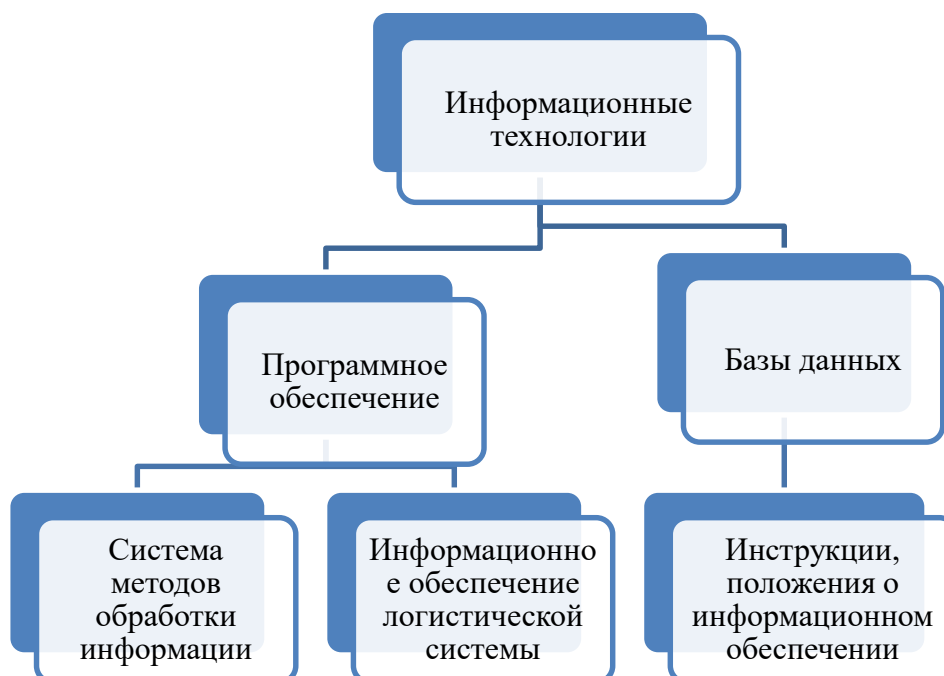 Информационные
технологии
Программное
обеспечение
Базы данных
Система
методов
обработки
информации
Информационно
е обеспечение
логистической
системы
Инструкции,
положения о
информационном
обеспечении